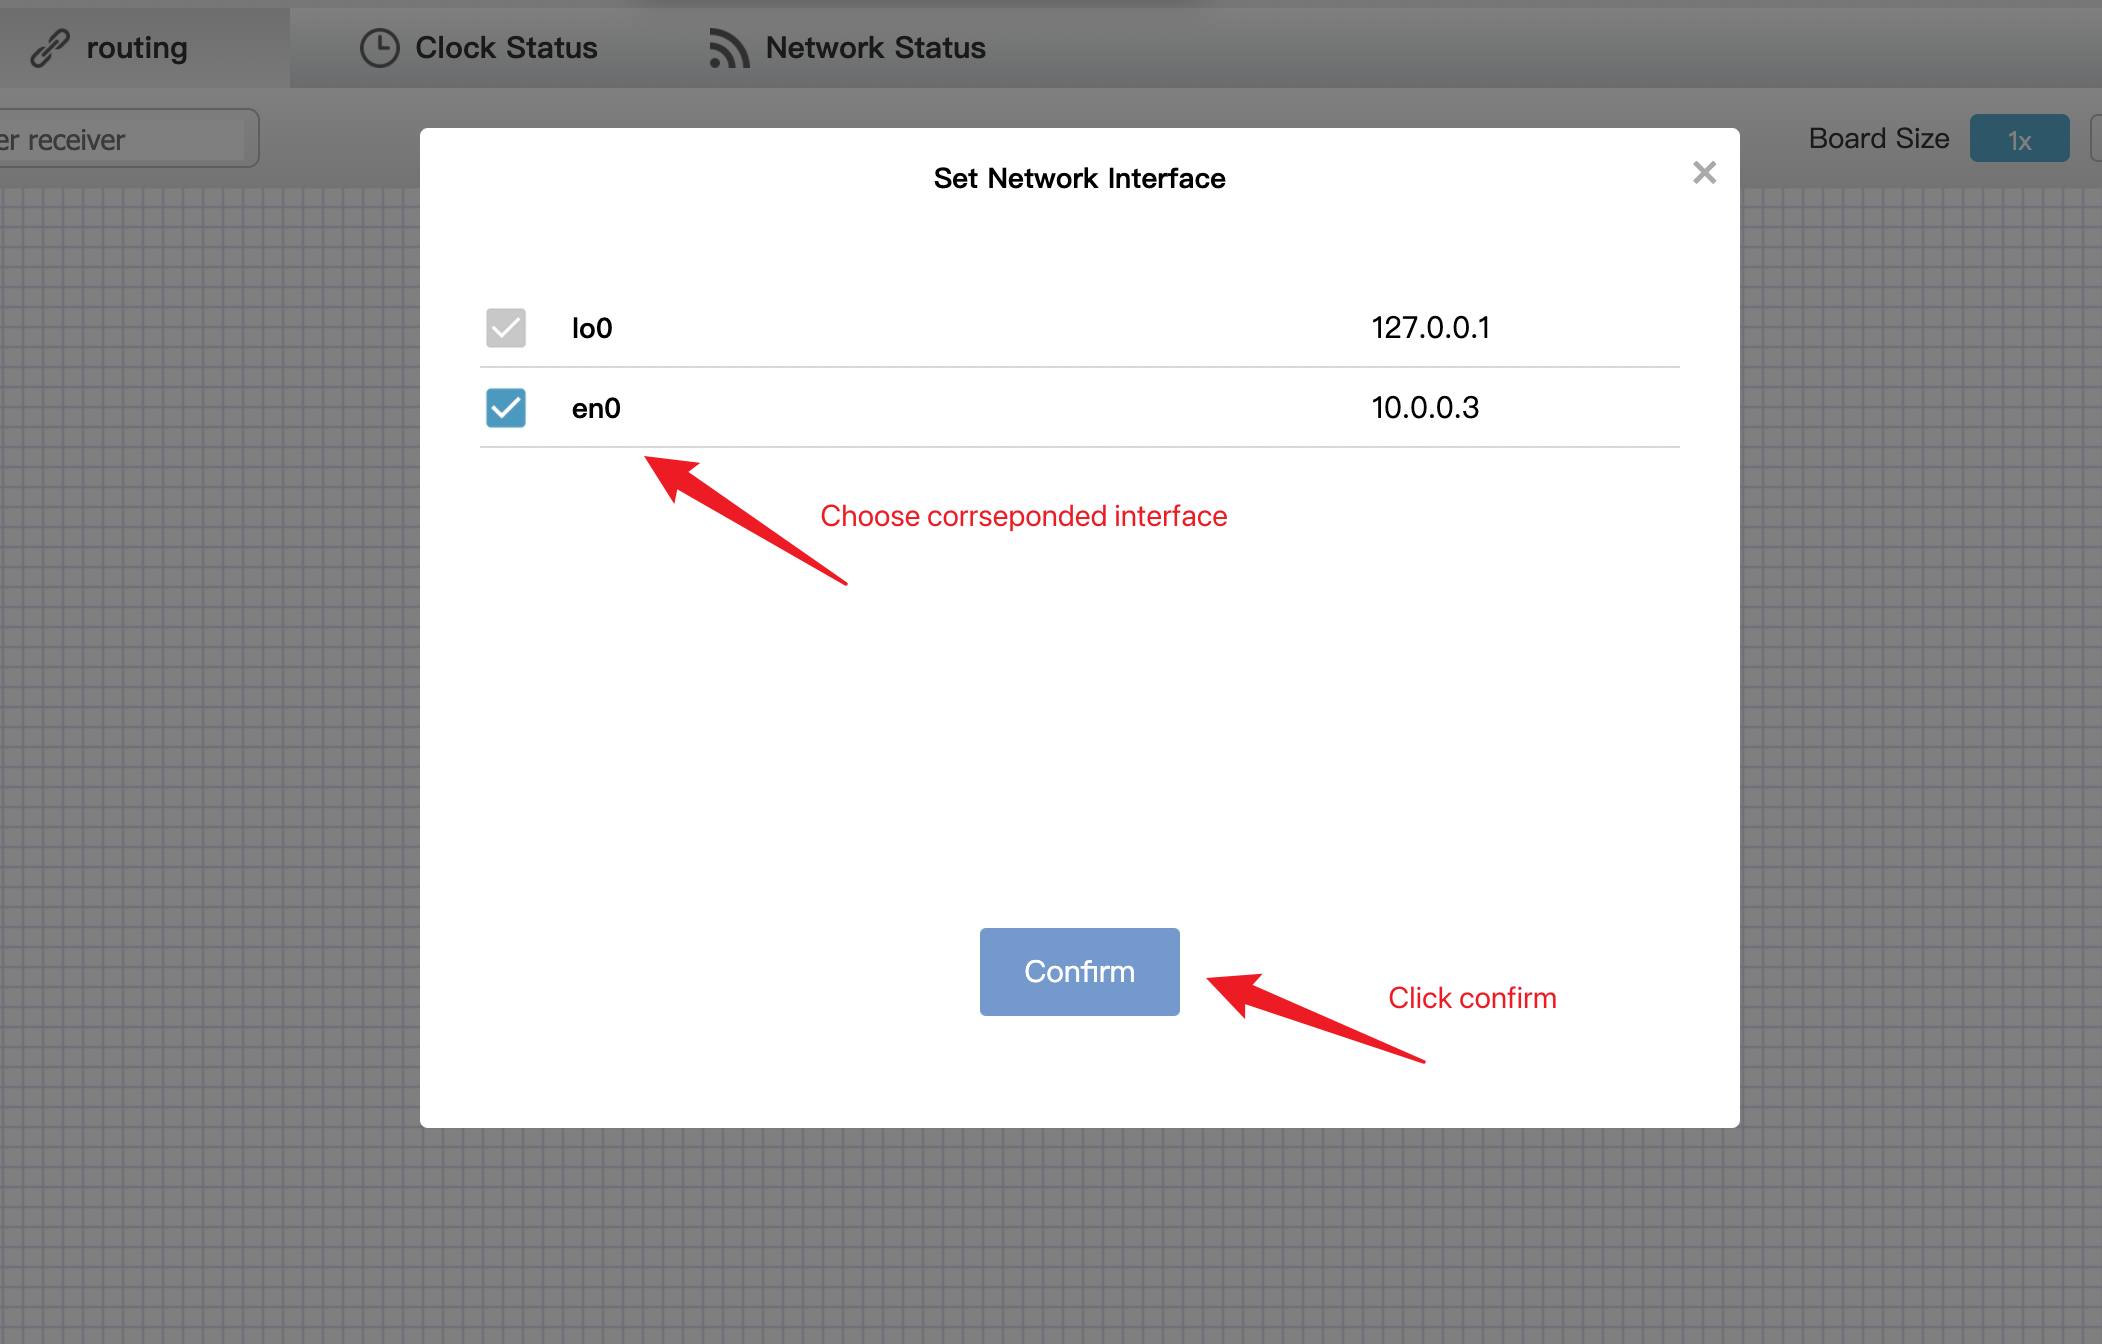 routing
Clock Status
Network Status
er receiver
Board Size
1x
Set Network Interface
lo0
127.0.0.1
en0
10.0.0.3
Choose corrseponded interface
Confirm
Click confirm